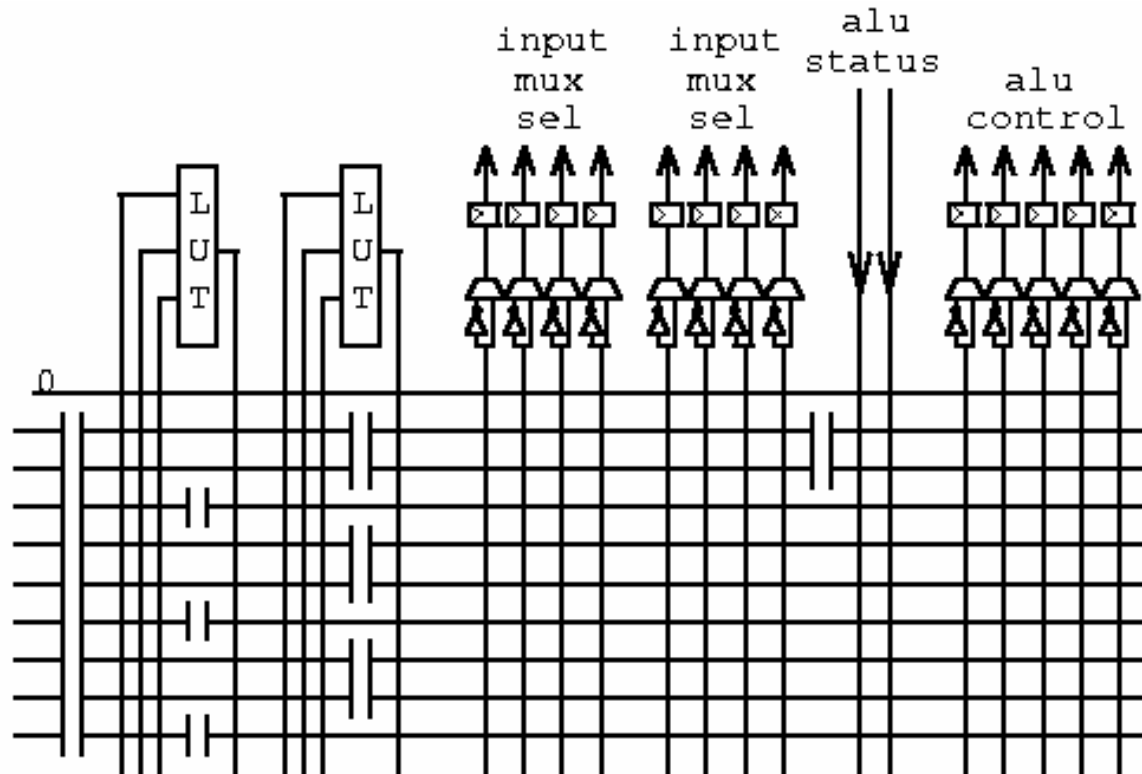 input
mux
sel
input
mux
sel
alu
status
alu
control
L
U
T
L
U
T
0